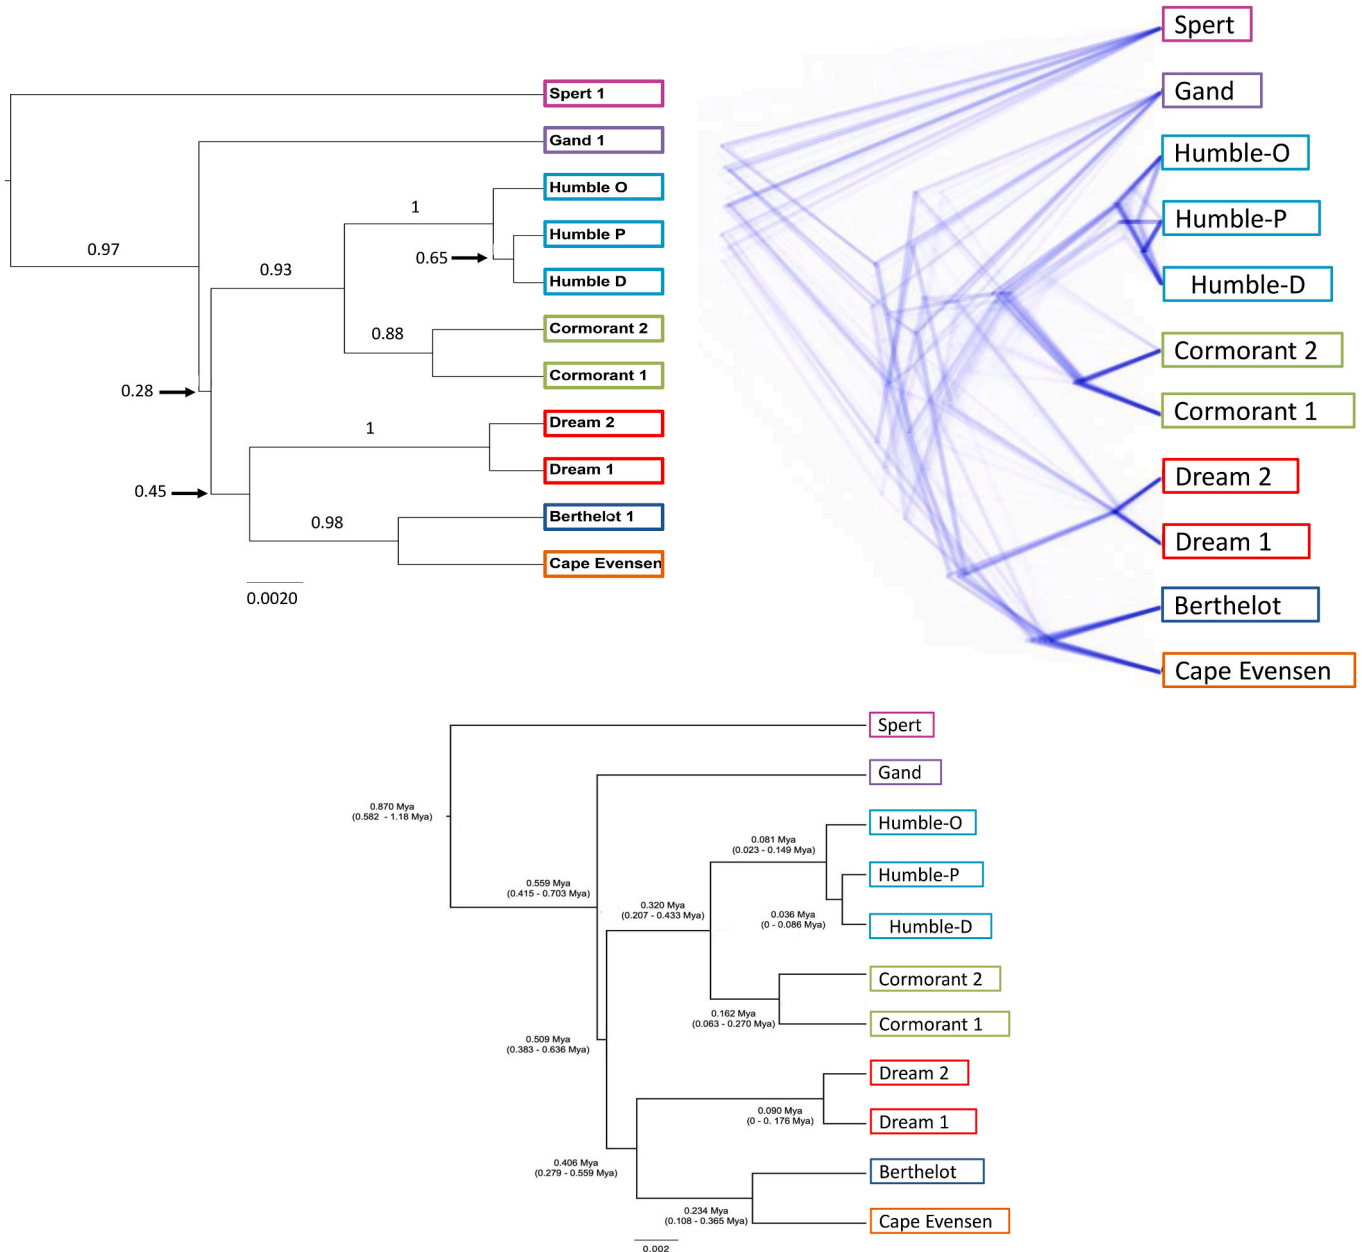 Spert 1
Gand 1
Humble O
1
Humble P
0.65
0.97
0.93
Humble D
Cormorant 2
0.88
Cormorant 1
0.28
Dream 2
1
Dream 1
0.45
Berthelot 1
0.98
Cape Evensen
0.0020
Spert
Gand
Humble-O
Humble-P
Humble-D
Cormorant 2
Cormorant 1
Dream 2
Dream 1
Berthelot
Cape Evensen
Spert
Gand
0.870 Mya
(0.582 - 1.18 Mya)
Humble-O
0.081 Mya
(0.023 - 0.149 Mya)
Humble-P
0.559 Mya
(0.415 - 0.703 Mya)
0.320 Mya
(0.207 - 0.433 Mya)
0.036 Mya
(0 - 0.086 Mya)
Humble-D
Cormorant 2
0.162 Mya
(0.063 - 0.270 Mya)
Cormorant 1
0.509 Mya
(0.383 - 0.636 Mya)
Dream 2
0.090 Mya
(0 - 0. 176 Mya)
Dream 1
0.406 Mya
(0.279 - 0.559 Mya)
Berthelot
0.234 Mya
(0.108 - 0.365 Mya)
Cape Evensen
0.002